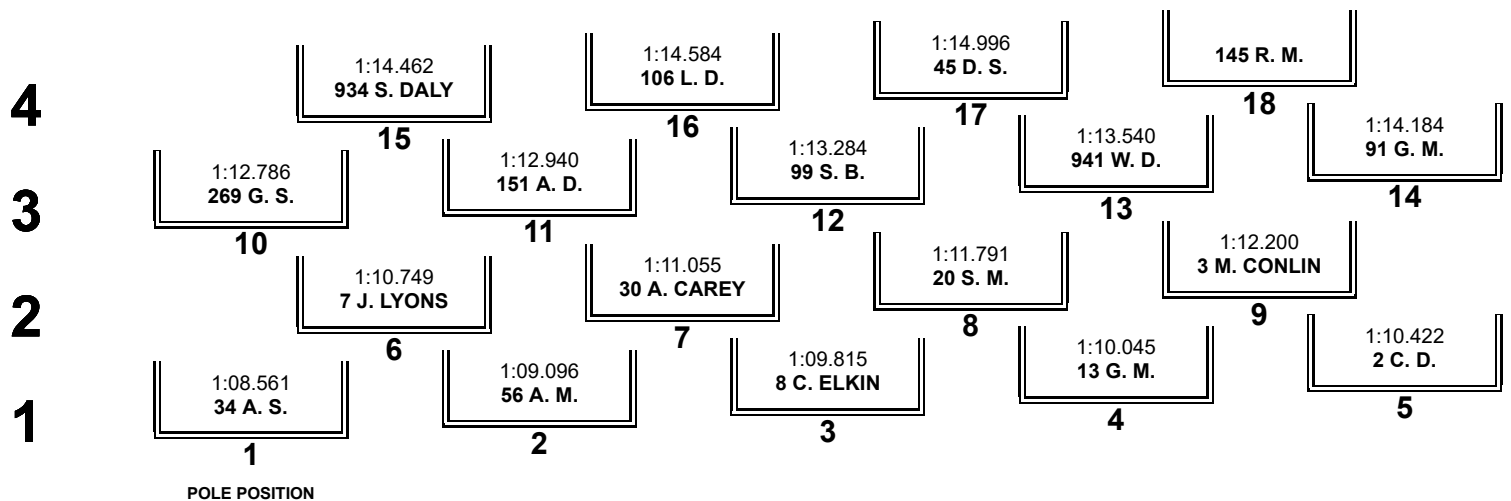 4
1:14.462
934 S. DALY
15
1:14.584
106 L. D.
16
1:14.996
45 D. S.
17
145 R. M.
18
3
1:12.786
269 G. S.
10
1:12.940
151 A. D.
11
1:13.284
99 S. B.
12
1:13.540
941 W. D.
13
1:14.184
91 G. M.
14
2
1:10.749
7 J. LYONS
6
1:11.055
30 A. CAREY
7
1:11.791
20 S. M.
8
1:12.200
3 M. CONLIN
9
1
1:08.561
34 A. S.
1
1:09.096
56 A. M.
2
1:09.815
8 C. ELKIN
3
1:10.045
13 G. M.
4
1:10.422
2 C. D.
5
POLE POSITION